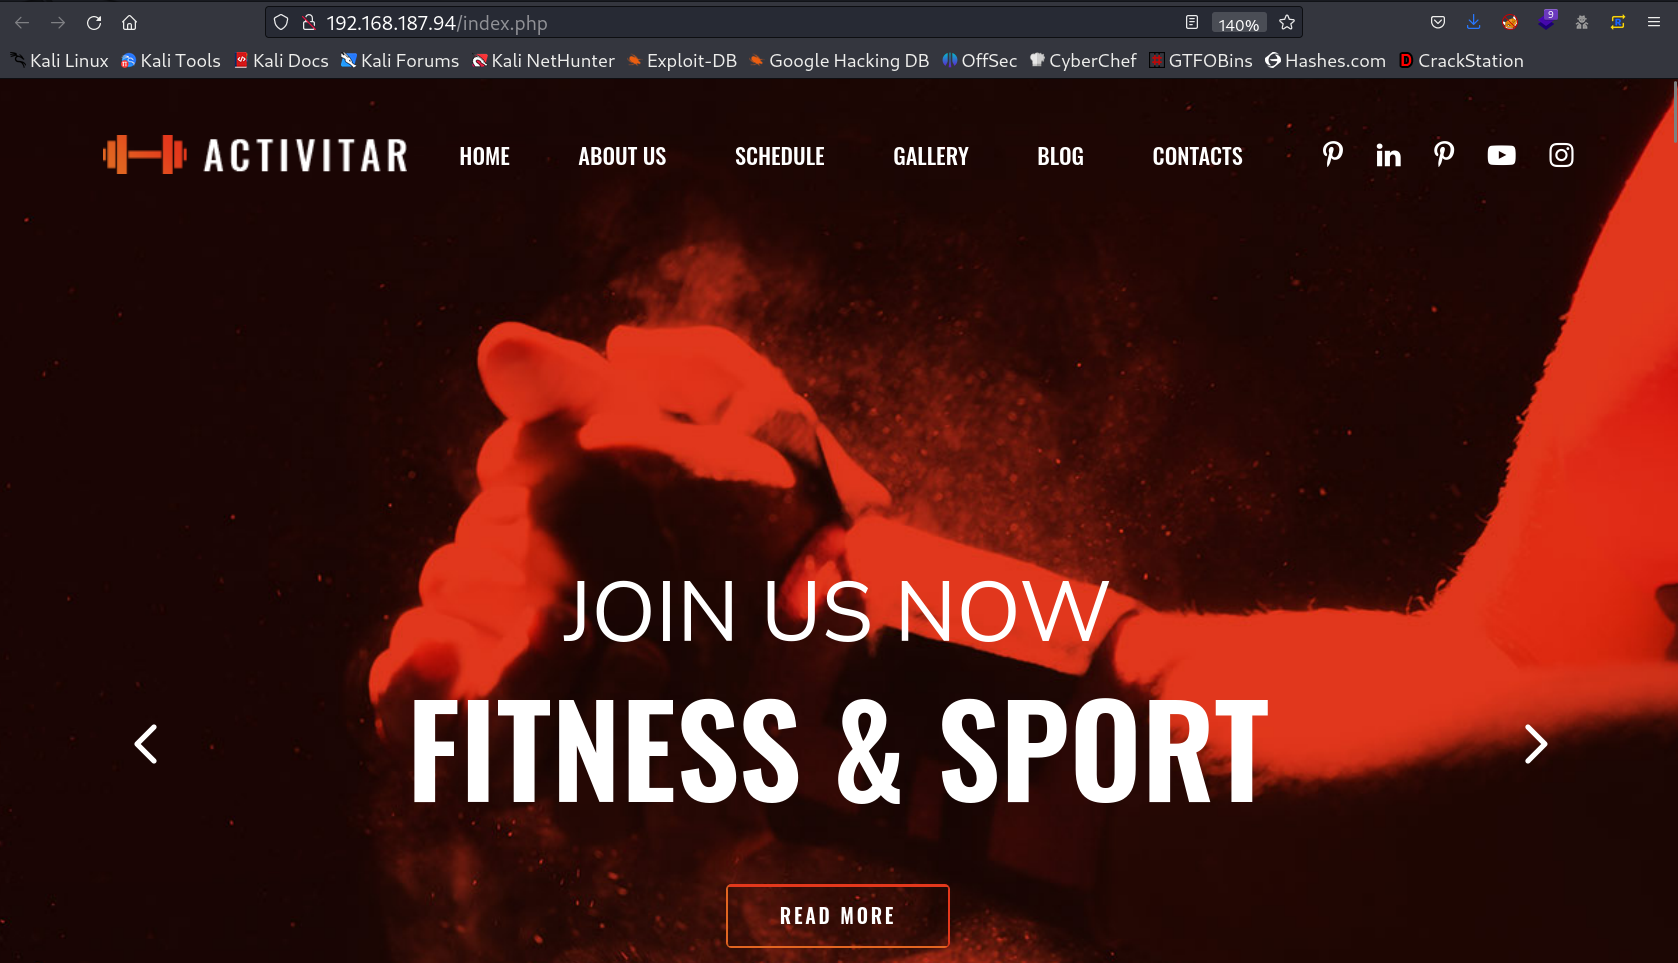 192.168.187.94/index.php
140%
9
Kali Linux Kali Tools Kali Docs Kali Forums Kali NetHunter Exploit-DB Google Hacking DB OffSec CyberChef GTFOBins Hashes.com CrackStation
ACTIVITAR HOME ABOUT US SCHEDULE GALLERY BLOG CONTACTS
JOIN US NOW
FITNESS & SPORT
READ MORE